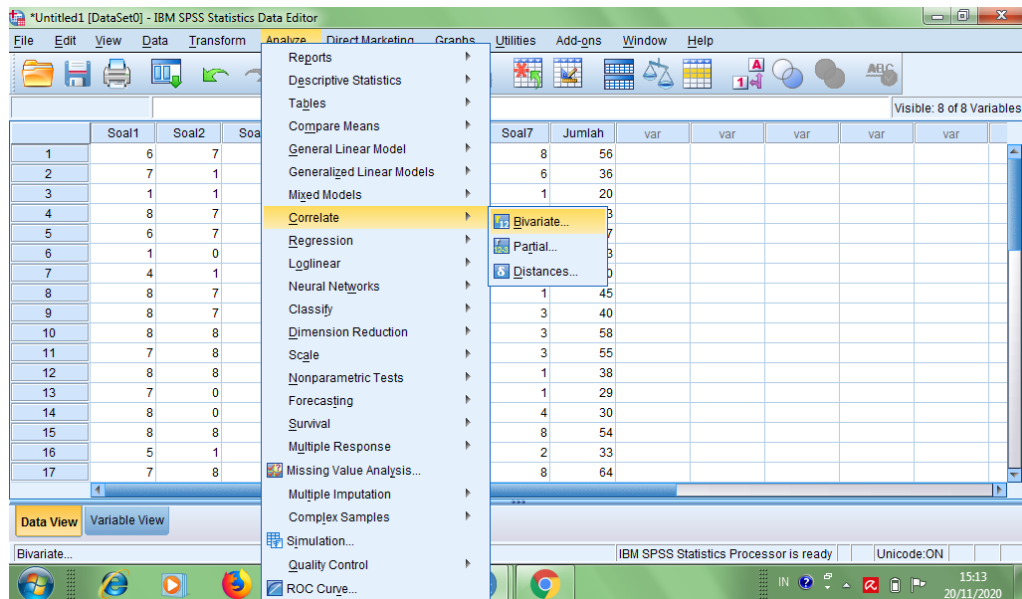 *Untitled1 [DataSet0] - IBM SPSS Statistics Data Editor
File Edit View Data Transform Analyze Direct Marketing Graphs Utilities Add-ons Window Help
Visible: 8 of 8 Variables
Soal1 Soal2 Soa Soal7 Jumlah var var var var var
1 6 7 8 56
2 7 1 6 36
3 1 1 1 20
4 8 7 3
5 6 7 7
6 1 0 3
7 4 1 0
8 8 7 1 45
9 8 7 3 40
10 8 8 3 58
11 7 8 3 55
12 8 8 1 38
13 7 0 1 29
14 8 0 4 30
15 8 8 8 54
16 5 1 2 33
17 7 8 8 64
Reports
Descriptive Statistics
Tables
Compare Means
General Linear Model
Generalized Linear Models
Mixed Models
Correlate
Regression
Loglinear
Neural Networks
Classify
Dimension Reduction
Scale
Nonparametric Tests
Forecasting
Survival
Multiple Response
Missing Value Analysis...
Multiple Imputation
Complex Samples
Simulation...
Quality Control
ROC Curve...
Bivariate...
Partial...
Distances...
Data View Variable View
Bivariate... IBM SPSS Statistics Processor is ready Unicode:ON
IN 15:13
20/11/2020